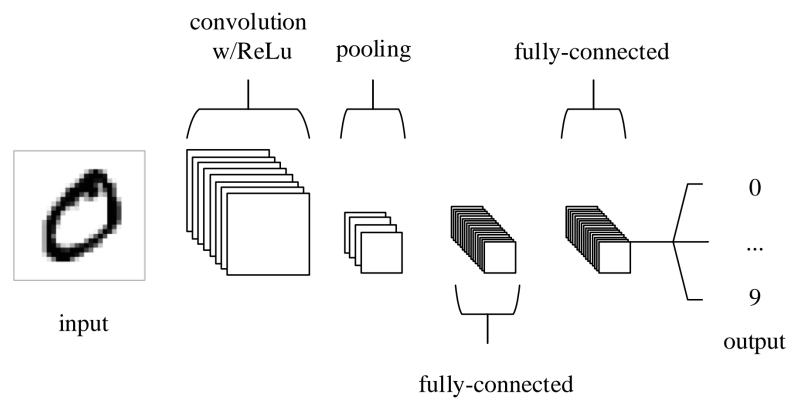 convolution
w/ReLu
pooling
fully-connected
0
...
9
input
output
fully-connected